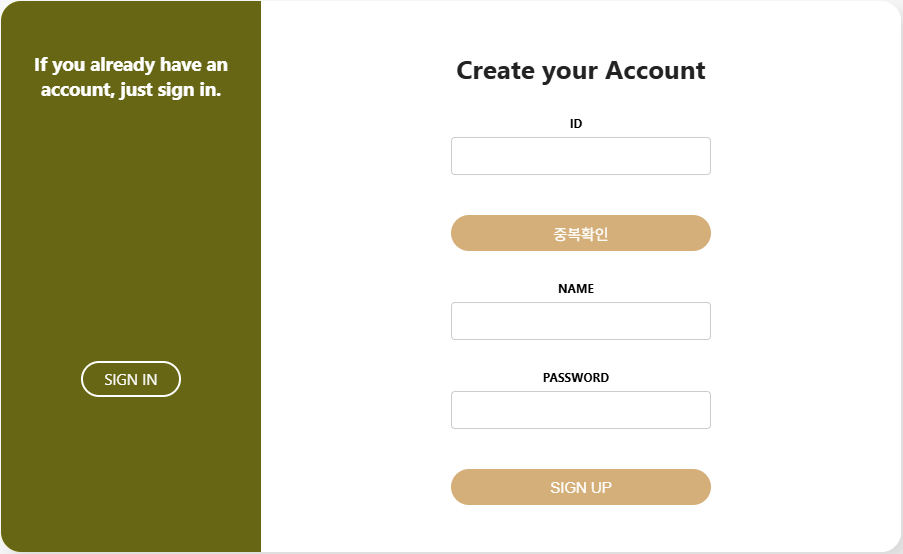 If you already have an
account, just sign in.
SIGN IN
Create your Account
ID
중복확인
NAME
PASSWORD
SIGN UP